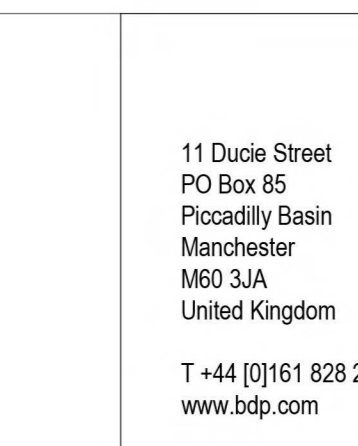 11 Ducie Street
PO Box 85
Piccadilly Basin
Manchester
M60 3JA
United Kingdom
T +44 [0]161 828 2
www.bdp.com